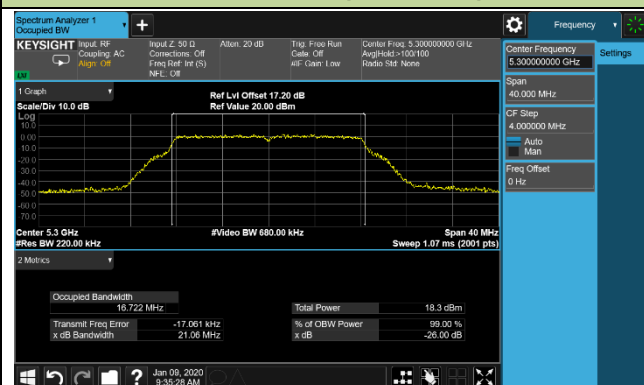 Spectrum Analyzer 1
Occupied BW
Frequency
KEYSIGHT
Input: RF
Coupling: AC
Align: Off
Input Z: 50 Ω
Corrections: Off
Freq Ref: Int (S)
NFE: Off
Atten: 20 dB
Trig: Free Run
Gate: Off
#IF Gain: Low
Center Freq: 5.300000000 GHz
Avg|Hold:>100/100
Radio Std: None
LXI
Center Frequency
5.300000000 GHz
Settings
Span
40.000 MHz
CF Step
4.000000 MHz
Auto
Man
Freq Offset
0 Hz
1 Graph
Scale/Div 10.0 dB
Ref Lvl Offset 17.20 dB
Ref Value 20.00 dBm
Log
10.0
0.00
-10.0
-20.0
-30.0
-40.0
-50.0
-60.0
-70.0
Center 5.3 GHz
#Res BW 220.00 kHz
#Video BW 680.00 kHz
Span 40 MHz
Sweep 1.07 ms (2001 pts)
2 Metrics
Occupied Bandwidth
16.722 MHz
Total Power 18.3 dBm
Transmit Freq Error -17.061 kHz
% of OBW Power 99.00 %
x dB Bandwidth 21.06 MHz
x dB -26.00 dB
?
Jan 09, 2020
9:35:28 AM